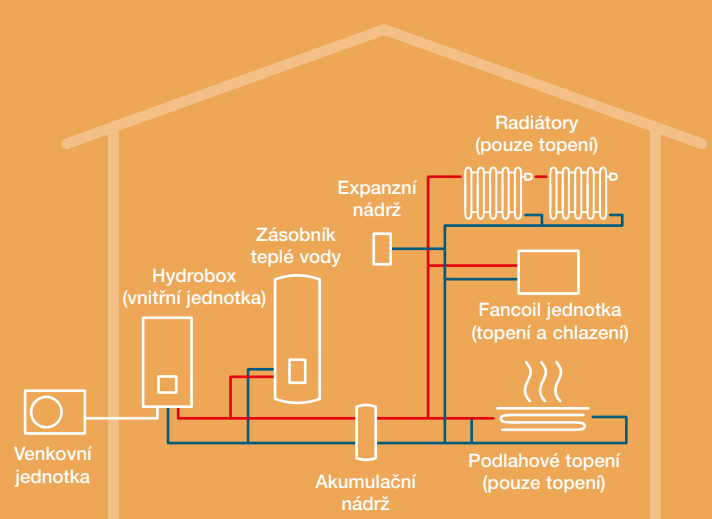 Radiátory
(pouze topení)
Expanzní
nádrž
Zásobník
teplé vody
Hydrobox
(vnitřní jednotka)
Fancoil jednotka
(topení a chlazení)
Venkovní
jednotka
Akumulační
nádrž
Podlahové topení
(pouze topení)